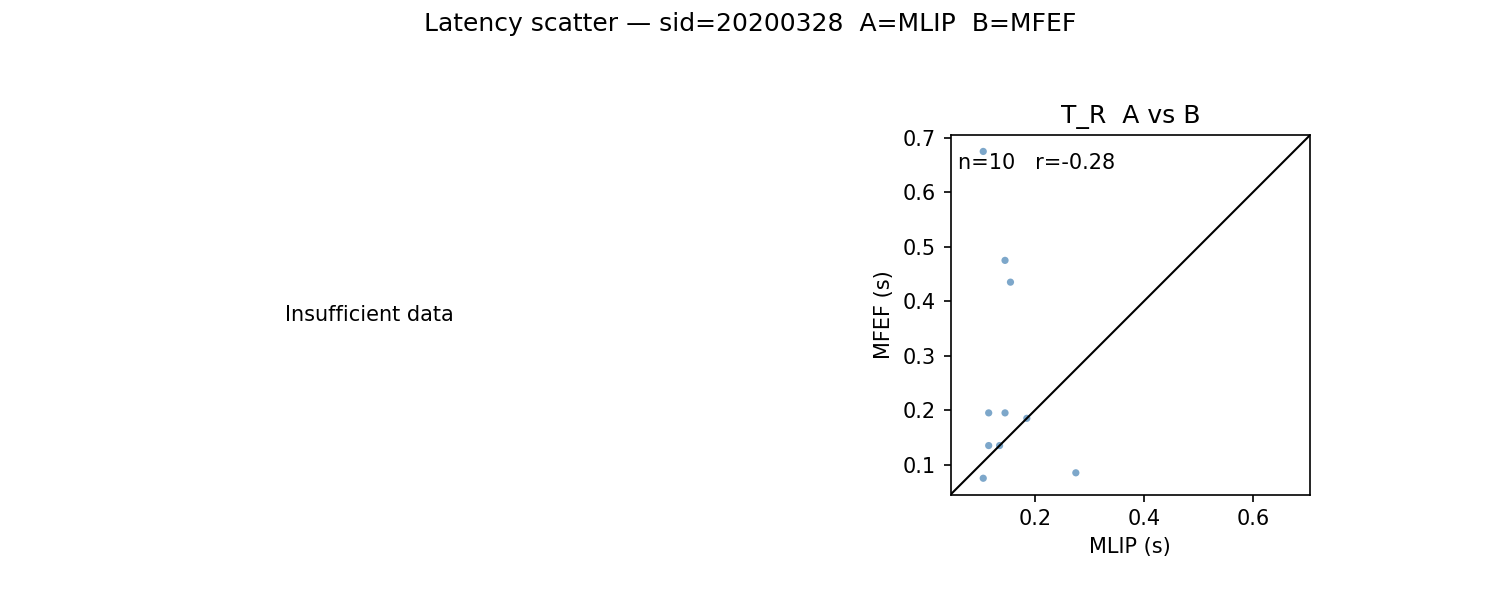 Latency scatter — sid=20200328  A=MLIP  B=MFEF
Insufficient data
T_R  A vs B
n=10   r=-0.28
0.7
0.6
0.5
0.4
0.3
0.2
0.1
MFEF (s)
0.2
0.4
0.6
MLIP (s)